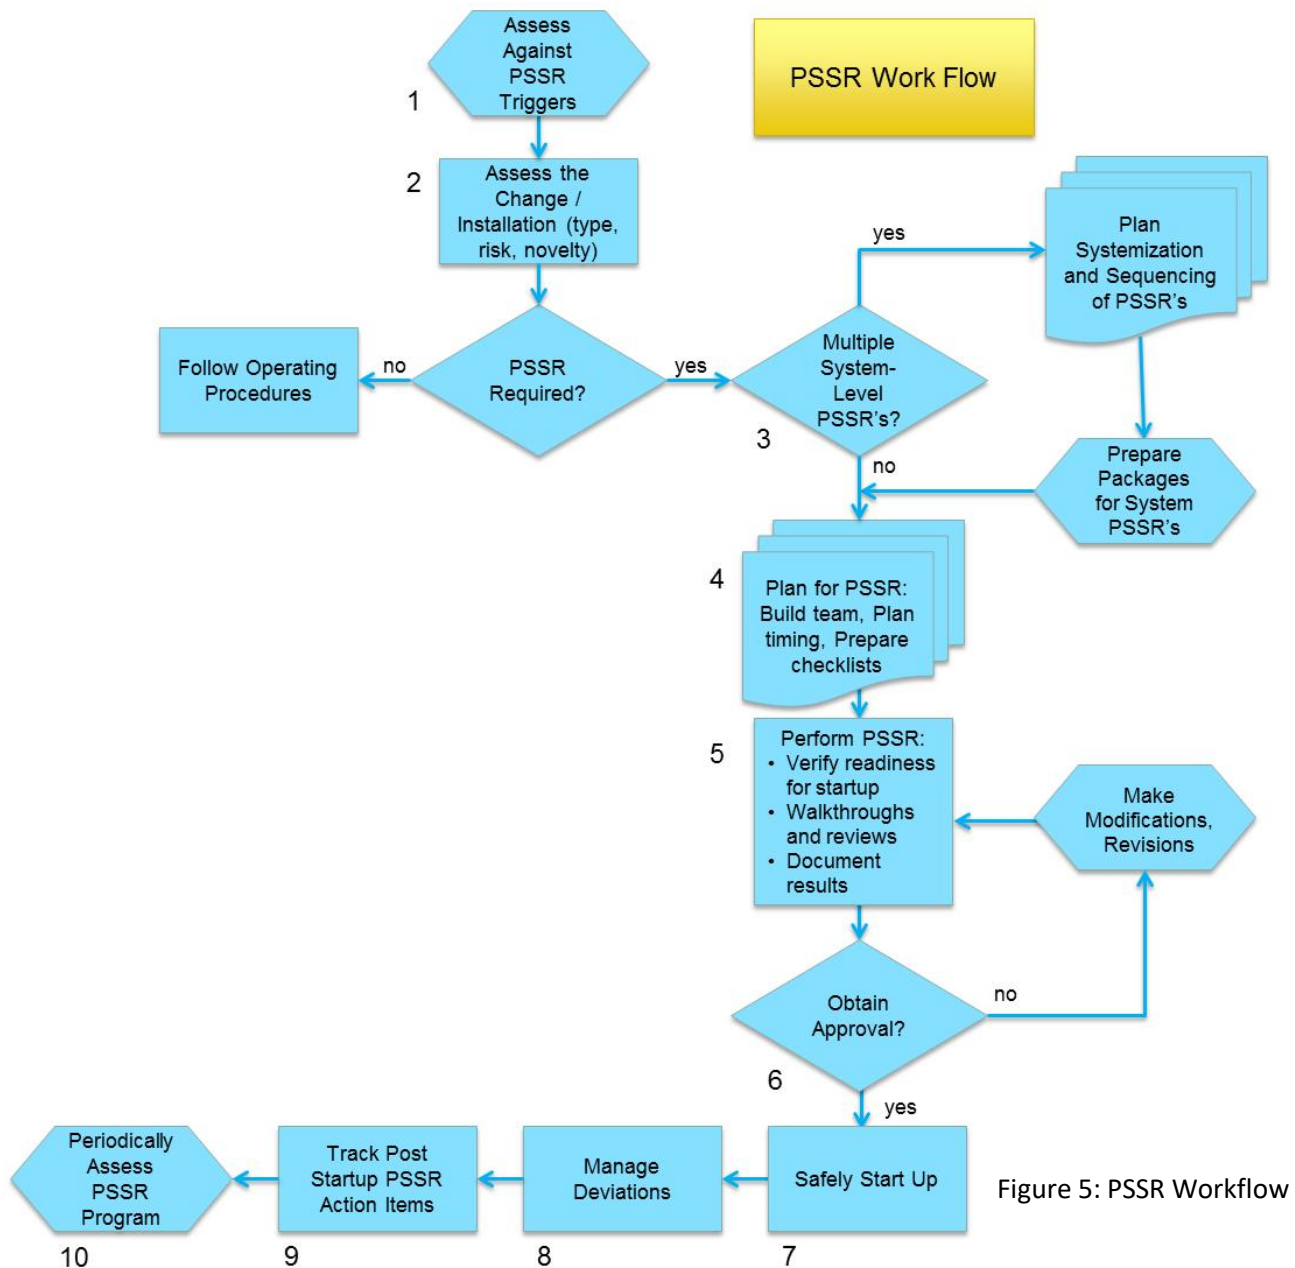 Assess
Against
PSSR
Triggers
1
PSSR Work Flow
2
Assess the
Change /
Installation (type,
risk, novelty)
yes
Plan
Systemization
and Sequencing
of PSSR's
Follow Operating
Procedures
no
PSSR
Required?
yes
Multiple
System-
Level
PSSR's?
3
no
Prepare
Packages
for System
PSSR's
4
Plan for PSSR:
Build team, Plan
timing, Prepare
checklists
5
Perform PSSR:
• Verify readiness
for startup
• Walkthroughs
and reviews
• Document
results
Make
Modifications,
Revisions
Obtain
Approval?
no
6
yes
Periodically
Assess
PSSR
Program
Track Post
Startup PSSR
Action Items
Manage
Deviations
Safely Start Up
Figure 5: PSSR Workflow
10
9
8
7